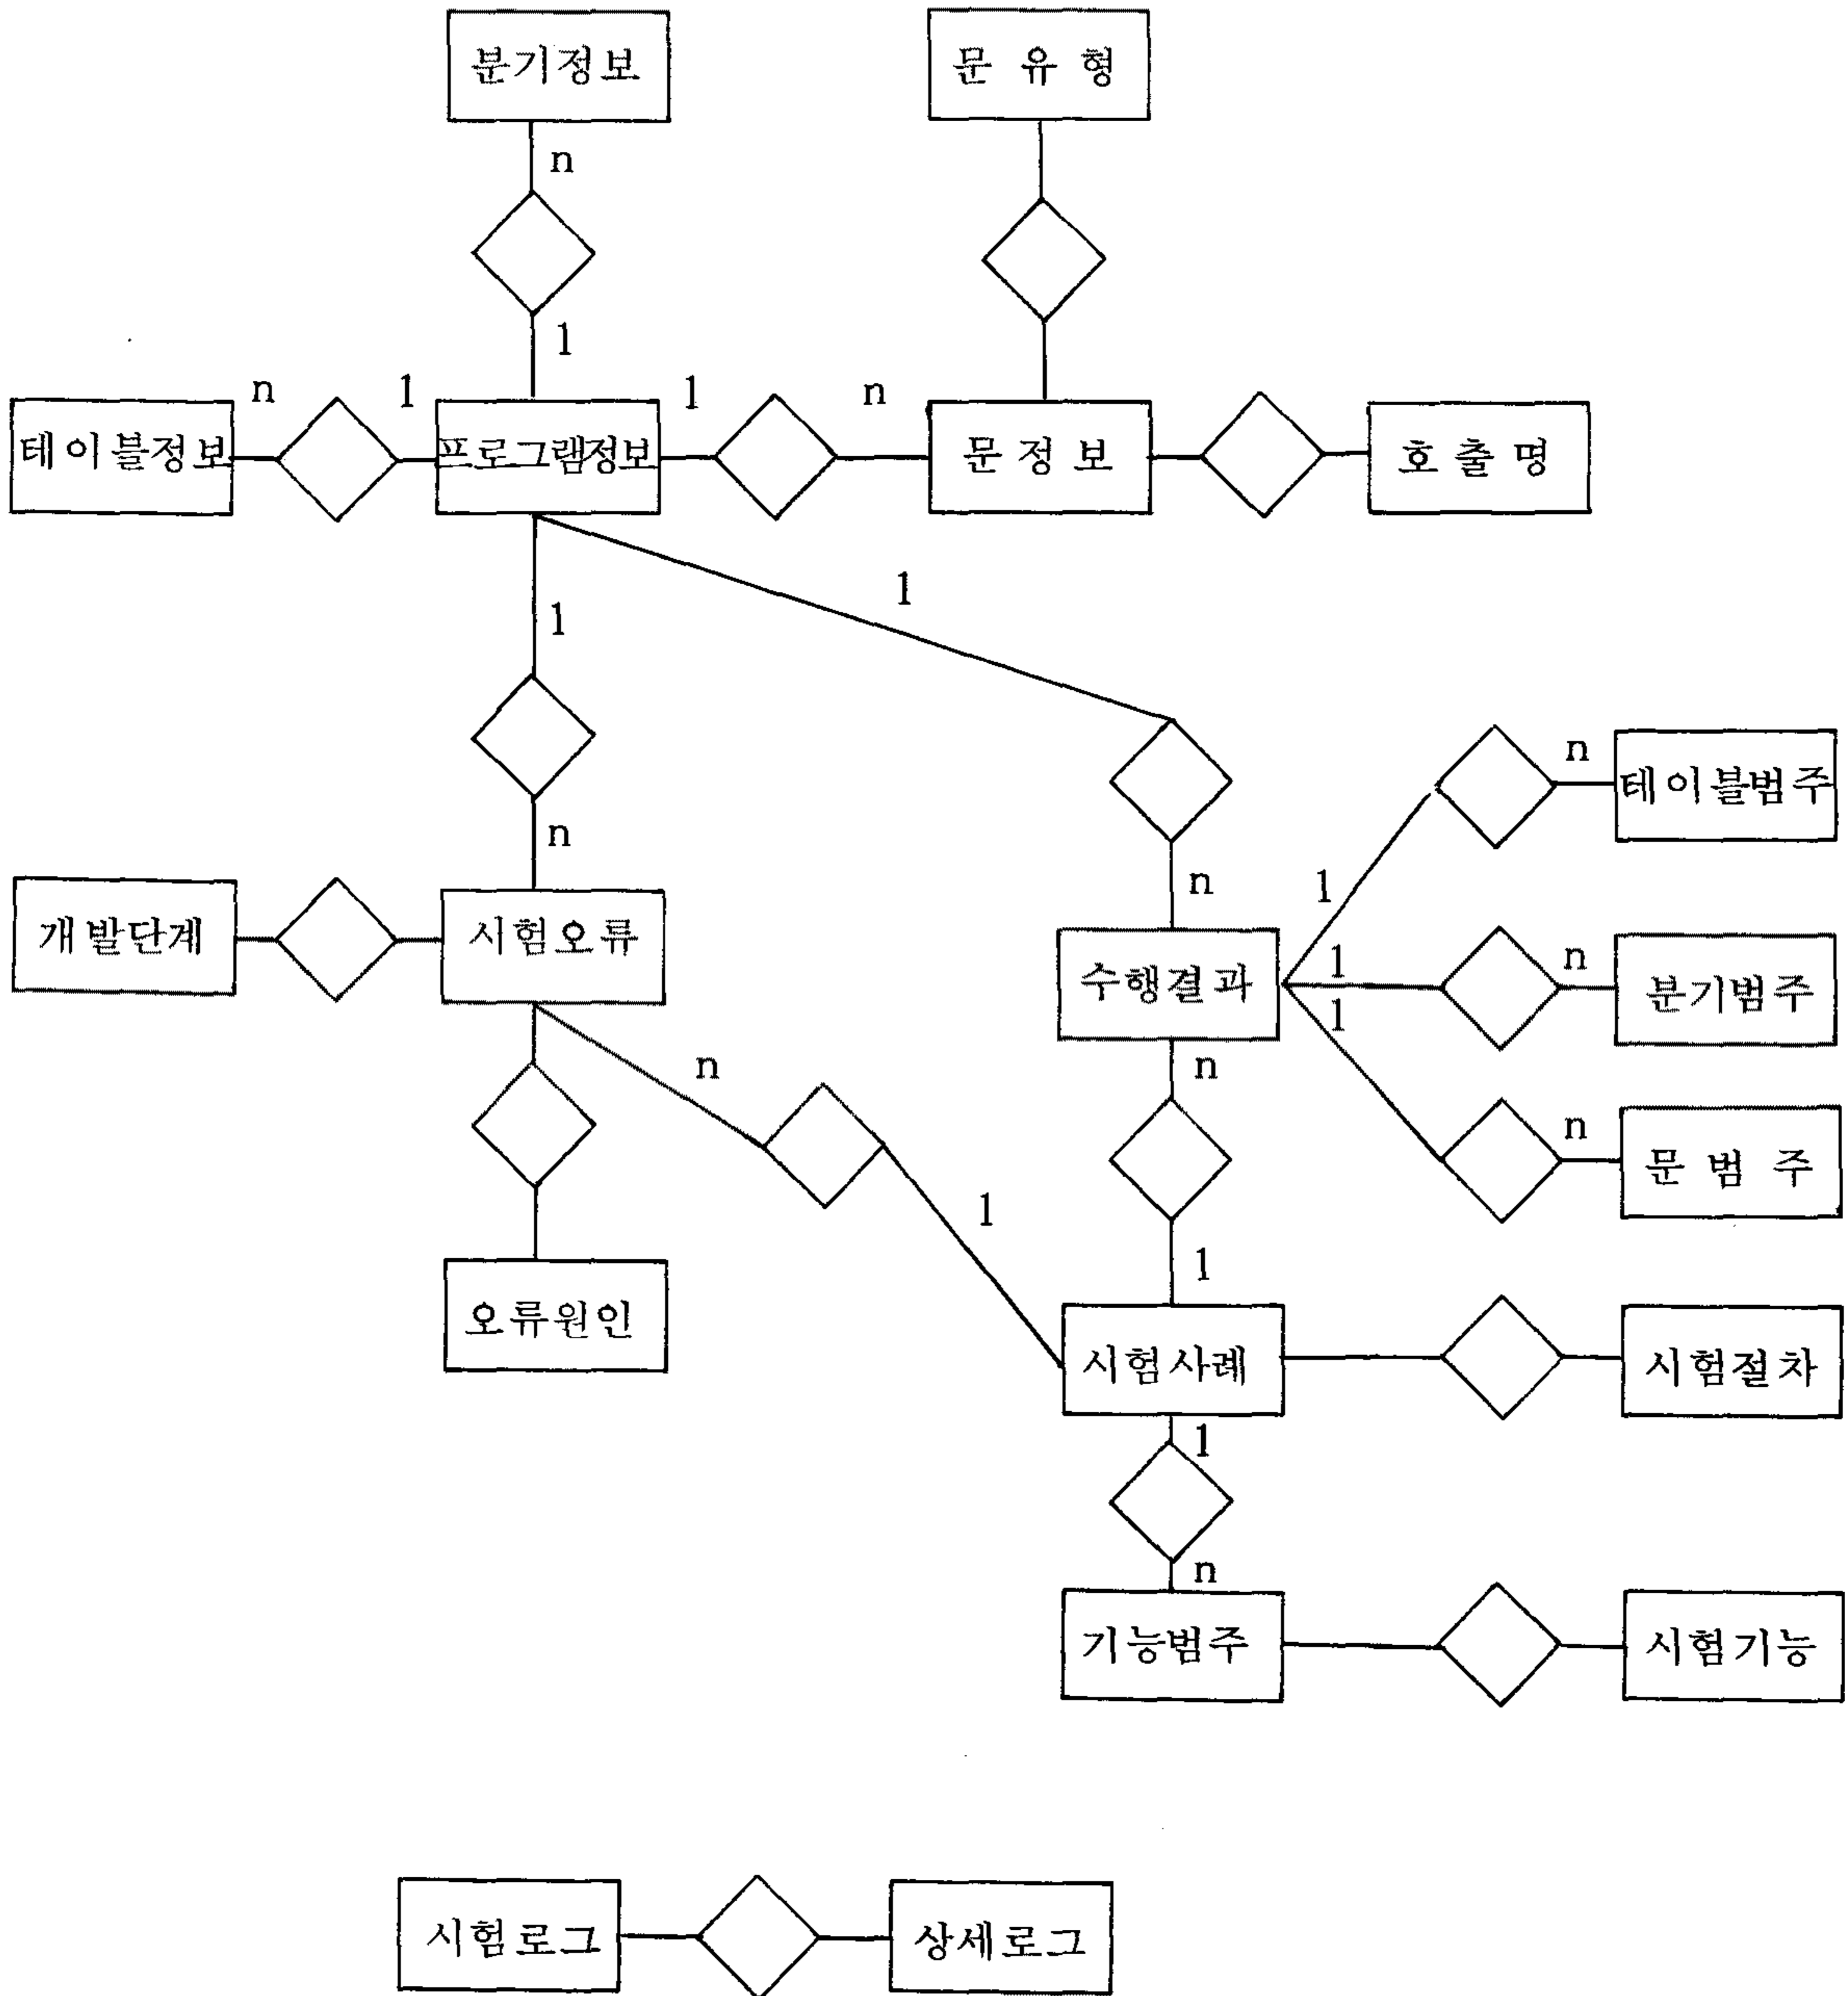 분기정보
문 유 형
n
1
n
1
1
n
테이블정보
프로그램정보
문 정 보
호 출 명
1
1
n
n
테이블범주
n
1
개발단계
시험오류
수행결과
1
n
분기범주
1
n
n
n
문 범 주
1
1
오류원인
시험사례
시험절차
1
n
기능범주
시험기능
시험로그
상세로그